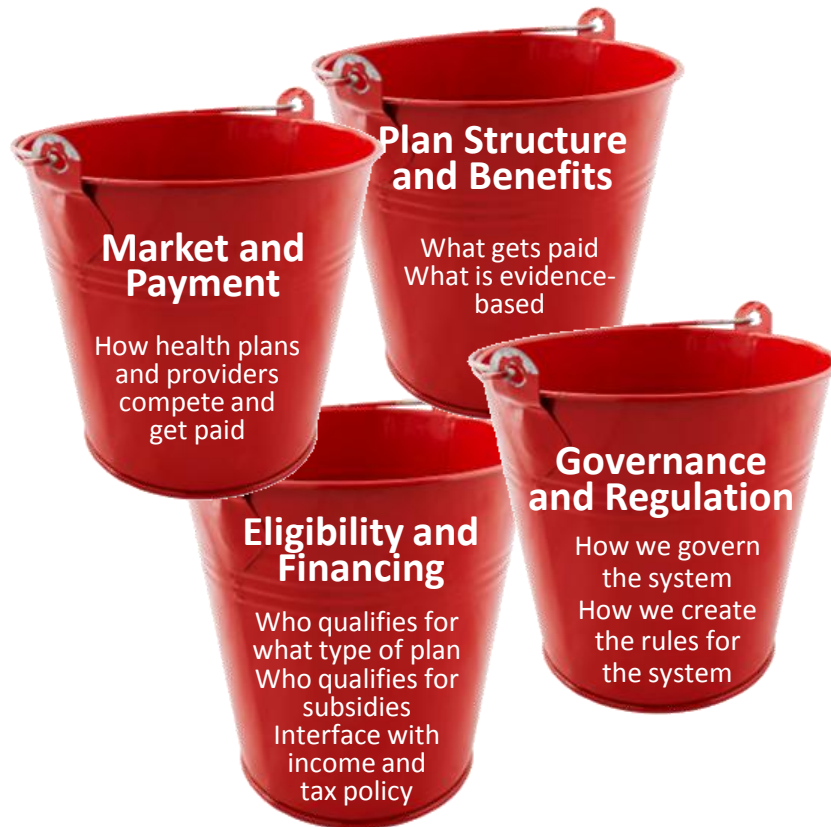 Plan Structure
and Benefits
What gets paid
What is evidence-
based
Market and
Payment
How health plans
and providers
compete and
get paid
Governance
and Regulation
How we govern
the system
How we create
the rules for
the system
Eligibility and
Financing
Who qualifies for
what type of plan
Who qualifies for
subsidies
Interface with
income and
tax policy